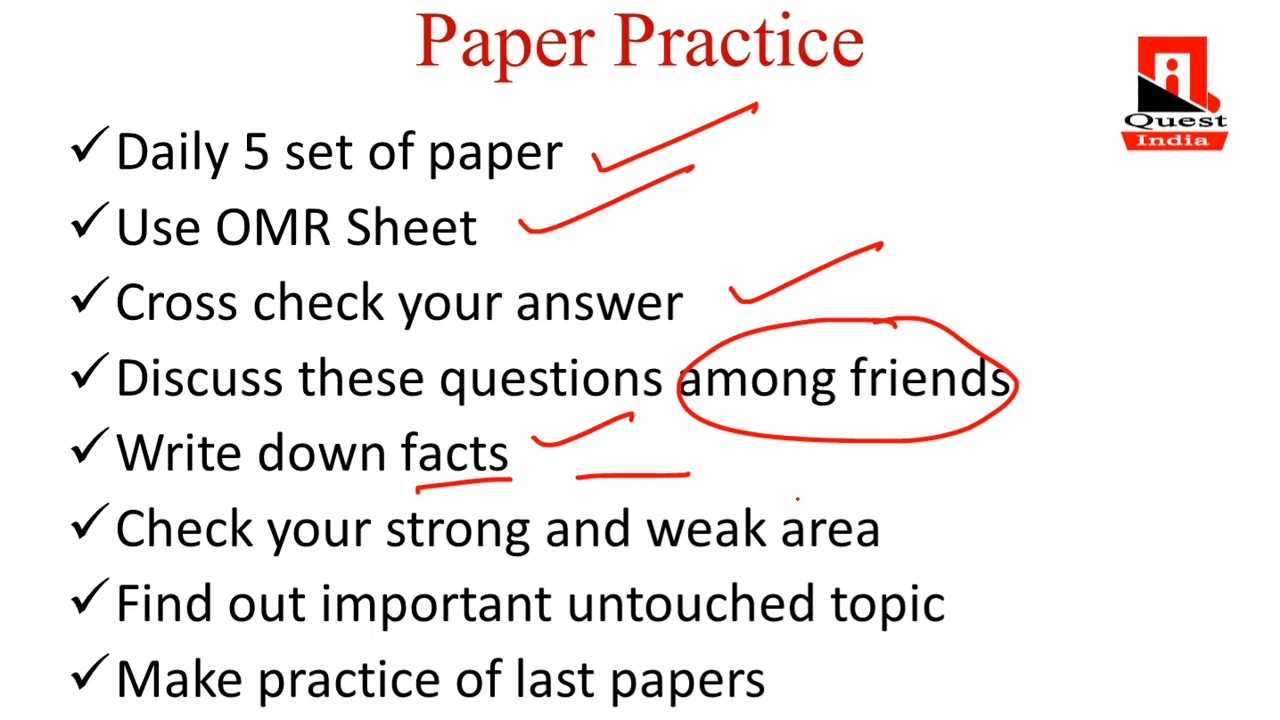 Paper Practice
✓ Daily 5 set of paper
✓ Use OMR Sheet
✓ Cross check your answer
✓ Discuss these questions among friends
✓ Write down facts
✓ Check your strong and weak area
✓ Find out important untouched topic
✓ Make practice of last papers
Quest
India